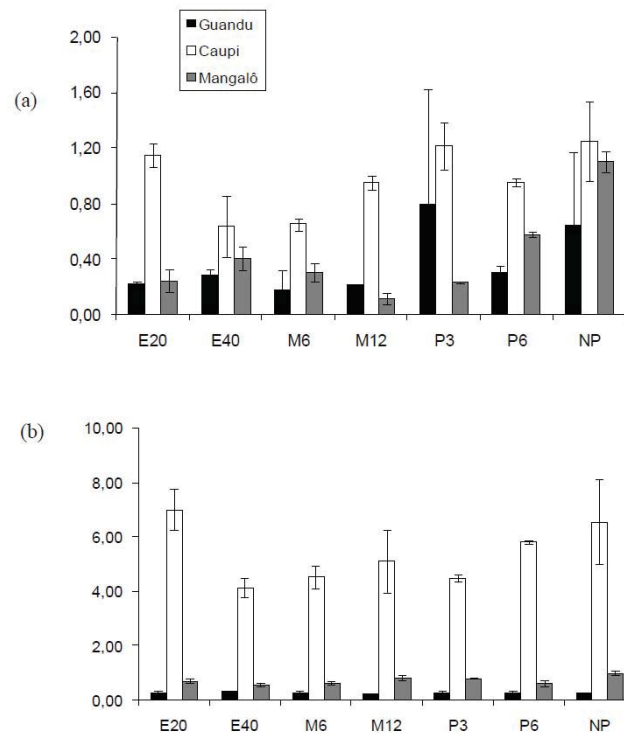 Guandu
Caupi
Mangalô
(a)
2,00
1,60
1,20
0,80
0,40
0,00
E20 E40 M6 M12 P3 P6 NP
(b)
10,00
8,00
6,00
4,00
2,00
0,00
E20 E40 M6 M12 P3 P6 NP